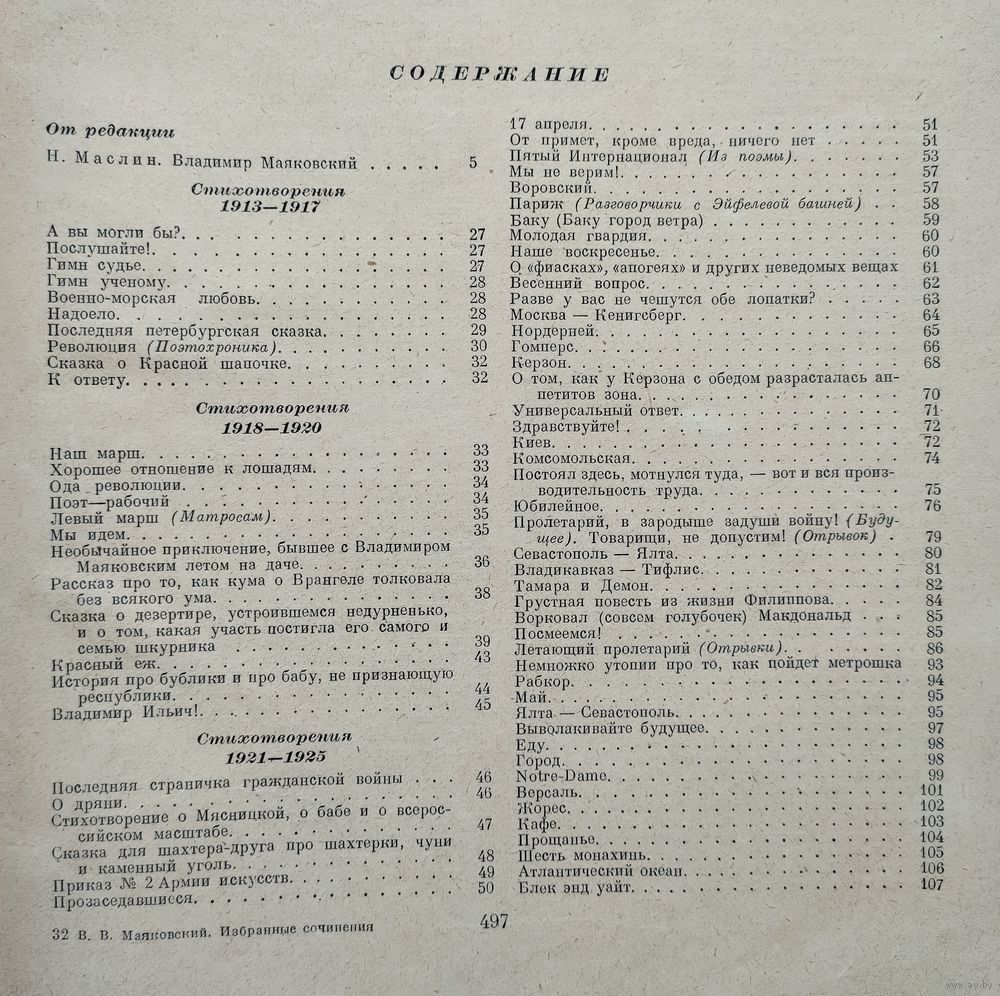 СОДЕРЖАНИЕ
От редакции
Н. Маслин. Владимир Маяковский . . . . . 5
Стихотворения
1913—1917
А вы могли бы? . . . . . 27
Послушайте! . . . . . 27
Гимн судье . . . . . 27
Гимн ученому . . . . . 28
Военно-морская любовь . . . . . 28
Надоело . . . . . 28
Последняя петербургская сказка . . . . . 29
Революция (Поэтохроника) . . . . . 30
Сказка о Красной шапочке . . . . . 32
К ответу . . . . . 32
Стихотворения
1918—1920
Наш марш . . . . . 33
Хорошее отношение к лошадям . . . . . 33
Ода революции . . . . . 34
Поэт—рабочий . . . . . 34
Левый марш (Матросам) . . . . . 35
Мы идем . . . . . 35
Необычайное приключение, бывшее с Владимиром
Маяковским летом на даче . . . . . 36
Рассказ про то, как кума о Врангеле толковала
без всякого ума . . . . . 38
Сказка о дезертире, устроившемся недурненько,
и о том, какая участь постигла его самого и
семью шкурника . . . . . 39
Красный еж . . . . . 43
История про бублики и про бабу, не признающую
республики . . . . . 44
Владимир Ильич! . . . . . 45
Стихотворения
1921—1925
Последняя страничка гражданской войны . . . 46
О дряни . . . . . 46
Стихотворение о Мясницкой, о бабе и о всерос-
сийском масштабе . . . . . 47
Сказка для шахтера-друга про шахтерки, чуни
и каменный уголь . . . . . 48
Приказ № 2 Армии искусств . . . . . 49
Прозаседавшиеся . . . . . 50
32 В. В. Маяковский. Избранные сочинения
17 апреля . . . . . 51
От примет, кроме вреда, ничего нет . . . . . 51
Пятый Интернационал (Из поэмы) . . . . . 53
Мы не верим! . . . . . 57
Воровский . . . . . 57
Париж (Разговорчики с Эйфелевой башней) . . 58
Баку (Баку город ветра) . . . . . 59
Молодая гвардия . . . . . 60
Наше воскресенье . . . . . 60
О «фиасках», «апогеях» и других неведомых вещах 61
Весенний вопрос . . . . . 62
Разве у вас не чешутся обе лопатки? . . . . . 63
Москва — Кенигсберг . . . . . 64
Нордерней . . . . . 65
Гомперс . . . . . 66
Керзон . . . . . 68
О том, как у Керзона с обедом разрасталась ап-
петитов зона . . . . . 70
Универсальный ответ . . . . . 71
Здравствуйте! . . . . . 72
Киев . . . . . 72
Комсомольская . . . . . 74
Постоял здесь, мотнулся туда, — вот и вся произ-
водительность труда . . . . . 75
Юбилейное . . . . . 76
Пролетарий, в зародыше задуши войну! (Буду-
щее). Товарищи, не допустим! (Отрывок) . 79
Севастополь — Ялта . . . . . 80
Владикавказ — Тифлис . . . . . 81
Тамара и Демон . . . . . 82
Грустная повесть из жизни Филиппова . . . . . 84
Ворковал (совсем голубочек) Макдональд . . . 85
Посмеемся! . . . . . 85
Летающий пролетарий (Отрывки) . . . . . 86
Немножко утопии про то, как пойдет метрошка 93
Рабкор . . . . . 94
Май . . . . . 95
Ялта — Севастополь . . . . . 95
Выволакивайте будущее . . . . . 97
Еду . . . . . 98
Город . . . . . 98
Notre-Dame . . . . . 99
Версаль . . . . . 101
Жорес . . . . . 102
Кафе . . . . . 103
Прощанье . . . . . 104
Шесть монахинь . . . . . 105
Атлантический океан . . . . . 106
Блек энд уайт . . . . . 107
497
www.ay.by